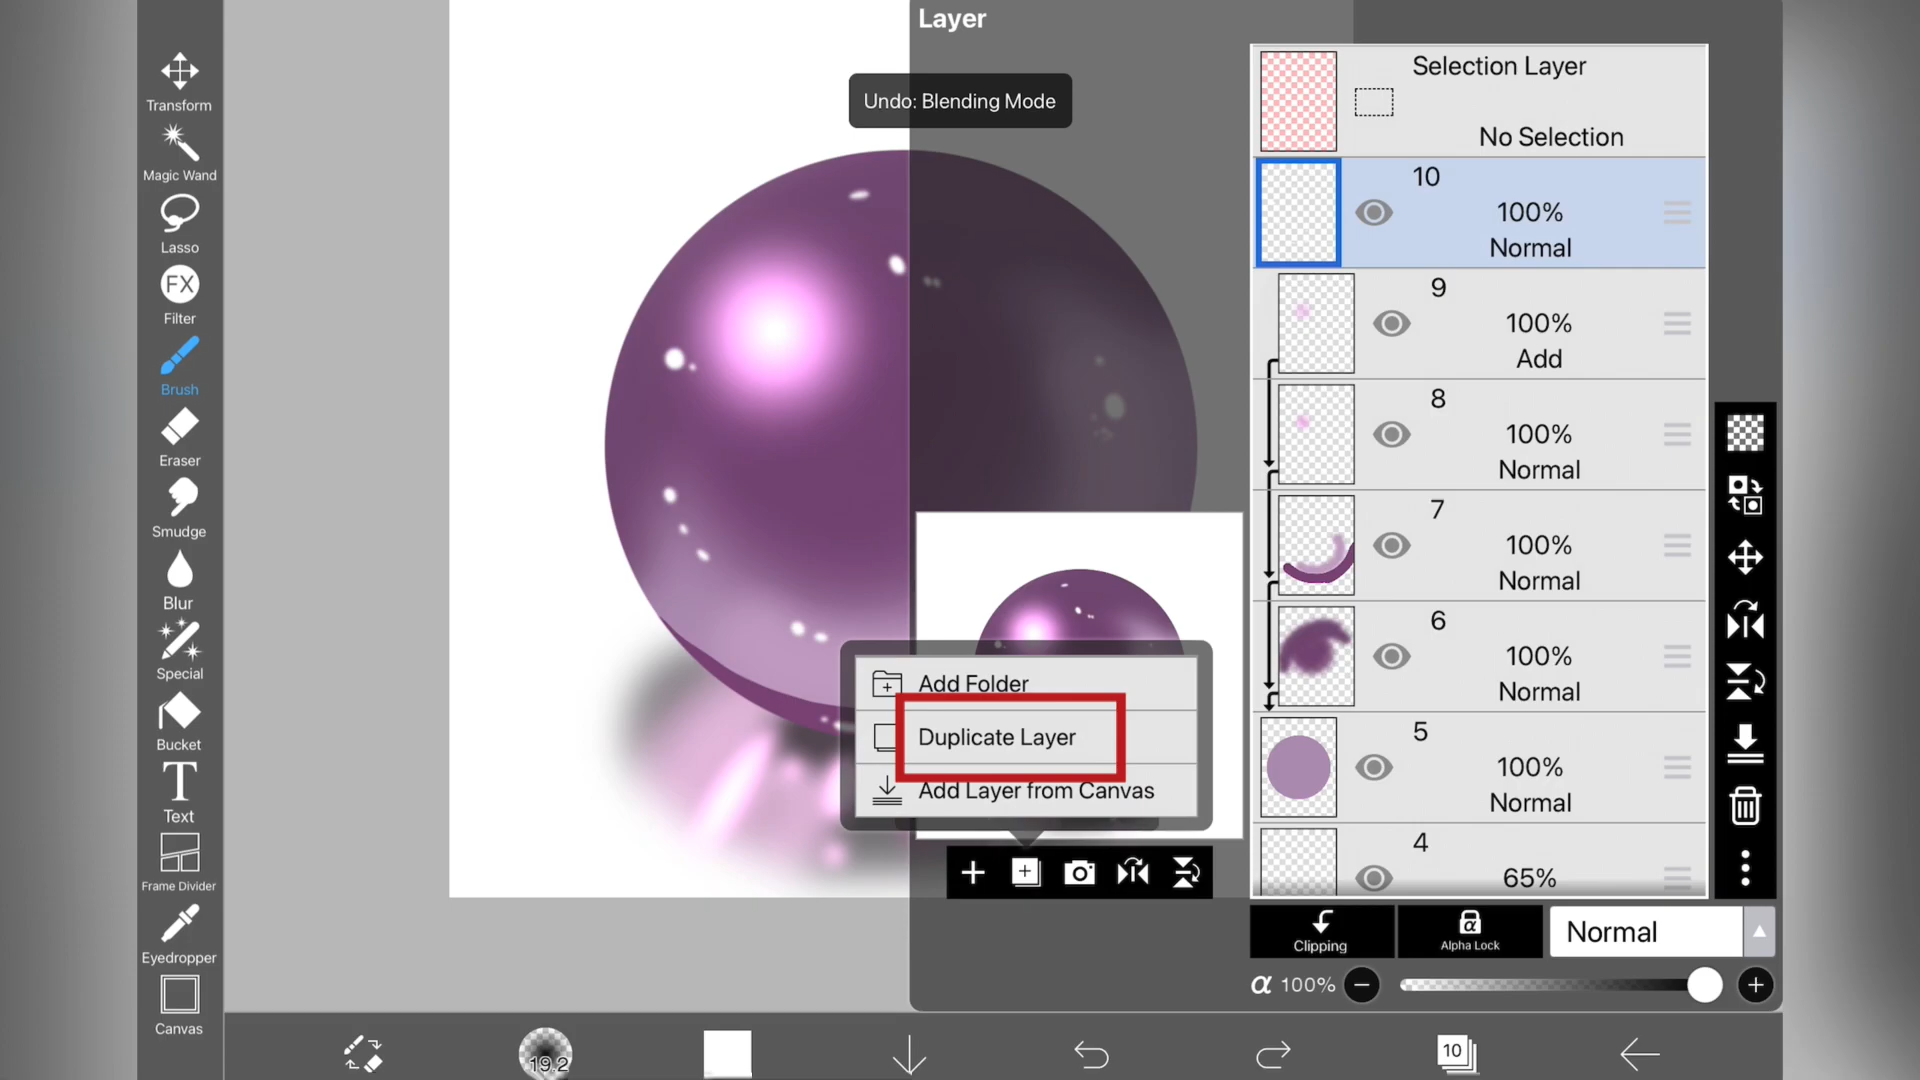 Layer
Undo: Blending Mode
Transform
Magic Wand
Lasso
FX
Filter
Brush
Eraser
Smudge
Blur
Special
Bucket
T
Text
Frame Divider
Eyedropper
Canvas
Selection Layer
No Selection
10
100%
Normal
9
100%
Add
8
100%
Normal
7
100%
Normal
6
100%
Normal
5
100%
Normal
4
65%
Add Folder
Duplicate Layer
Add Layer from Canvas
Clipping
α
Alpha Lock
Normal
α 100%
19.2
10